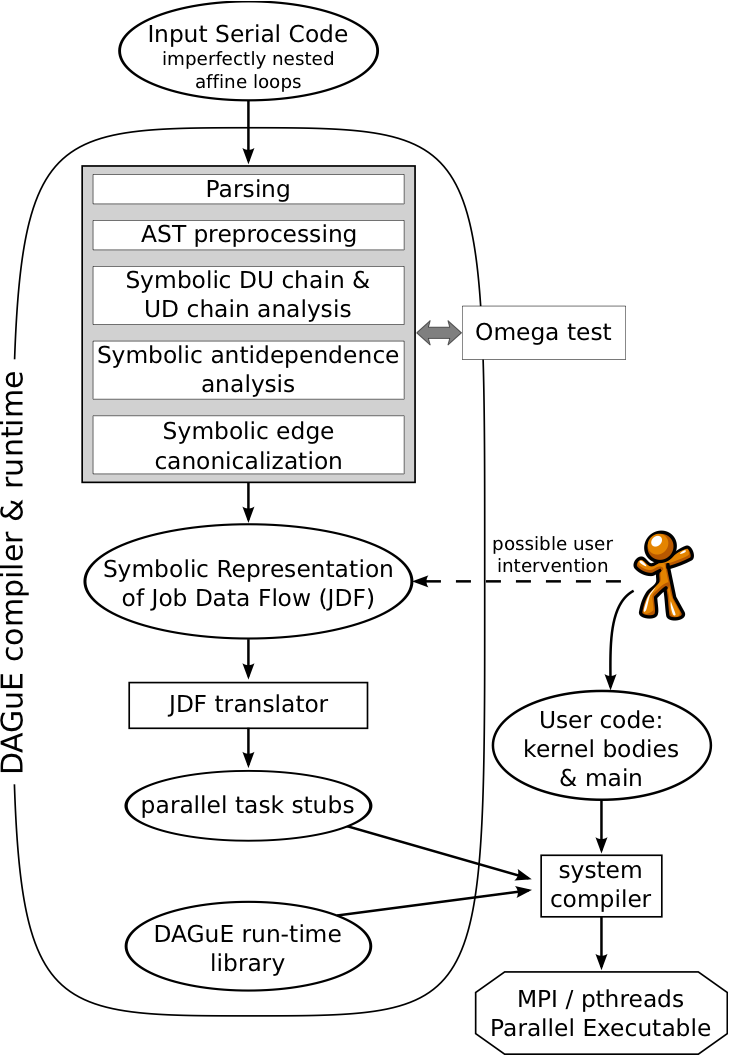 Input Serial Code
imperfectly nested
affine loops
DAGuE compiler & runtime
Parsing
AST preprocessing
Symbolic DU chain &
UD chain analysis
Omega test
Symbolic antidependence
analysis
Symbolic edge
canonicalization
possible user
intervention
Symbolic Representation
of Job Data Flow (JDF)
JDF translator
User code:
kernel bodies
& main
parallel task stubs
system
compiler
DAGuE run-time
library
MPI / pthreads
Parallel Executable